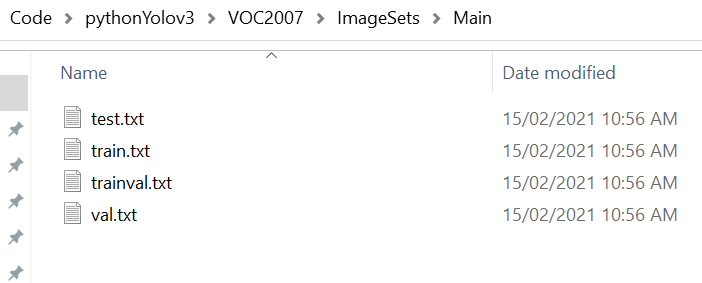 Code > pythonYolov3 > VOC2007 > ImageSets > Main
Name Date modified
test.txt 15/02/2021 10:56 AM
train.txt 15/02/2021 10:56 AM
trainval.txt 15/02/2021 10:56 AM
val.txt 15/02/2021 10:56 AM